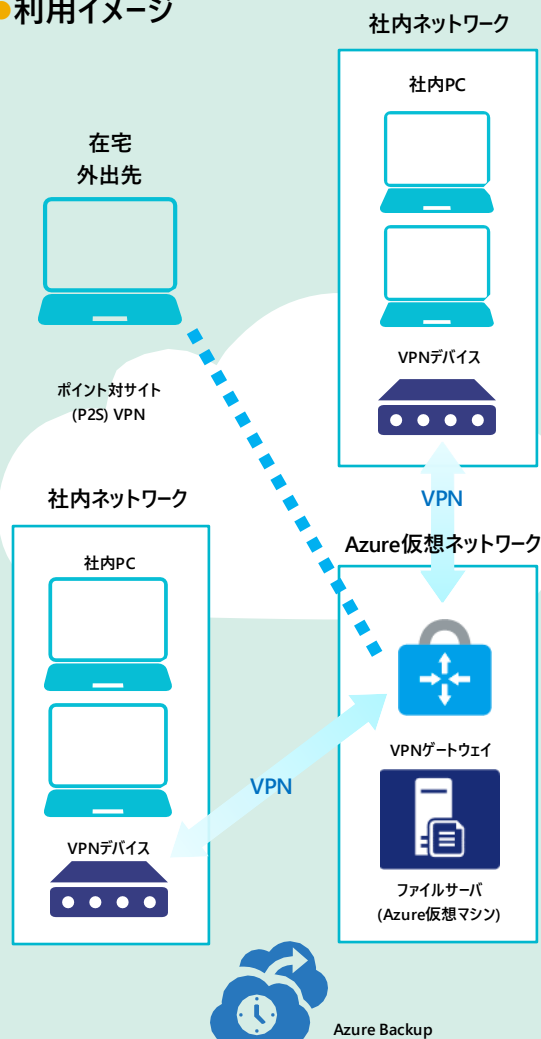 ●利用イメージ
社内ネットワーク
社内PC
在宅
外出先
VPNデバイス
ポイント対サイト
(P2S) VPN
VPN
社内ネットワーク
Azure仮想ネットワーク
社内PC
VPNゲートウェイ
VPN
VPNデバイス
ファイルサーバ
(Azure仮想マシン)
Azure Backup